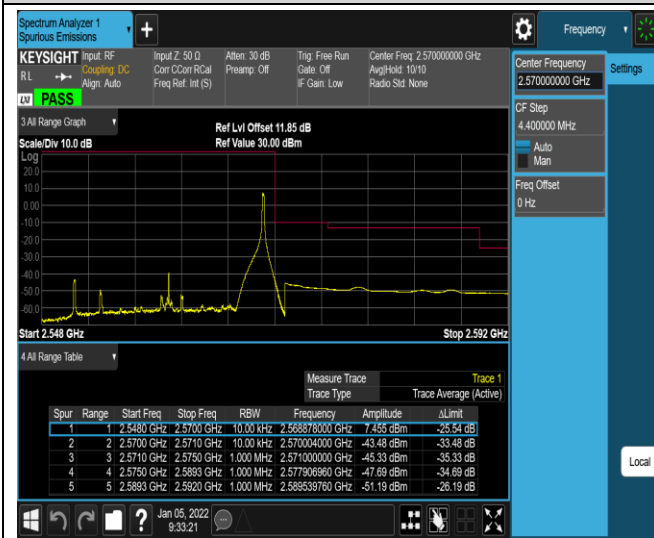 Spectrum Analyzer 1
Spurious Emissions
+
Frequency
KEYSIGHT
RL
LXI PASS
Input: RF
Coupling: DC
Align: Auto
Input Z: 50 Ω
Corr CCorr RCal
Freq Ref: Int (S)
Atten: 30 dB
Preamp: Off
Trig: Free Run
Gate: Off
IF Gain: Low
Center Freq: 2.570000000 GHz
Avg|Hold: 10/10
Radio Std: None
Center Frequency
2.570000000 GHz
Settings
CF Step
4.400000 MHz
Auto
Man
Freq Offset
0 Hz
3 All Range Graph
Scale/Div 10.0 dB
Ref Lvl Offset 11.85 dB
Ref Value 30.00 dBm
Log
20.0
10.0
0.00
-10.0
-20.0
-30.0
-40.0
-50.0
-60.0
Start 2.548 GHz
Stop 2.592 GHz
4 All Range Table
Measure Trace Trace 1
Trace Type Trace Average (Active)
Spur Range Start Freq Stop Freq RBW Frequency Amplitude ΔLimit
1 1 2.5480 GHz 2.5700 GHz 10.00 kHz 2.568878000 GHz 7.455 dBm -25.54 dB
2 2 2.5700 GHz 2.5710 GHz 10.00 kHz 2.570004000 GHz -43.48 dBm -33.48 dB
3 3 2.5710 GHz 2.5750 GHz 1.000 MHz 2.571000000 GHz -45.33 dBm -35.33 dB
4 4 2.5750 GHz 2.5893 GHz 1.000 MHz 2.577906960 GHz -47.69 dBm -34.69 dB
5 5 2.5893 GHz 2.5920 GHz 1.000 MHz 2.589539760 GHz -51.19 dBm -26.19 dB
Local
?
Jan 05, 2022
9:33:21